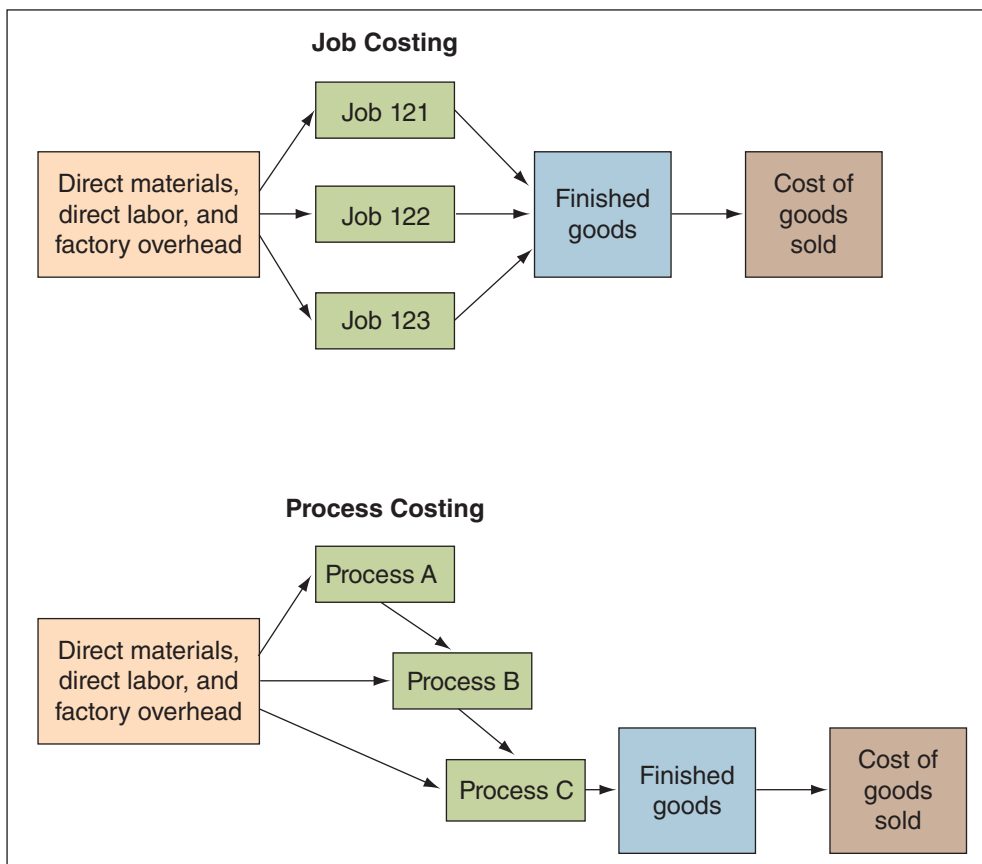 Job Costing
Job 121
Direct materials,
direct labor, and
factory overhead
Job 122
Job 123
Finished
goods
Cost of
goods
sold
Process Costing
Process A
Direct materials,
direct labor, and
factory overhead
Process B
Process C
Finished
goods
Cost of
goods
sold